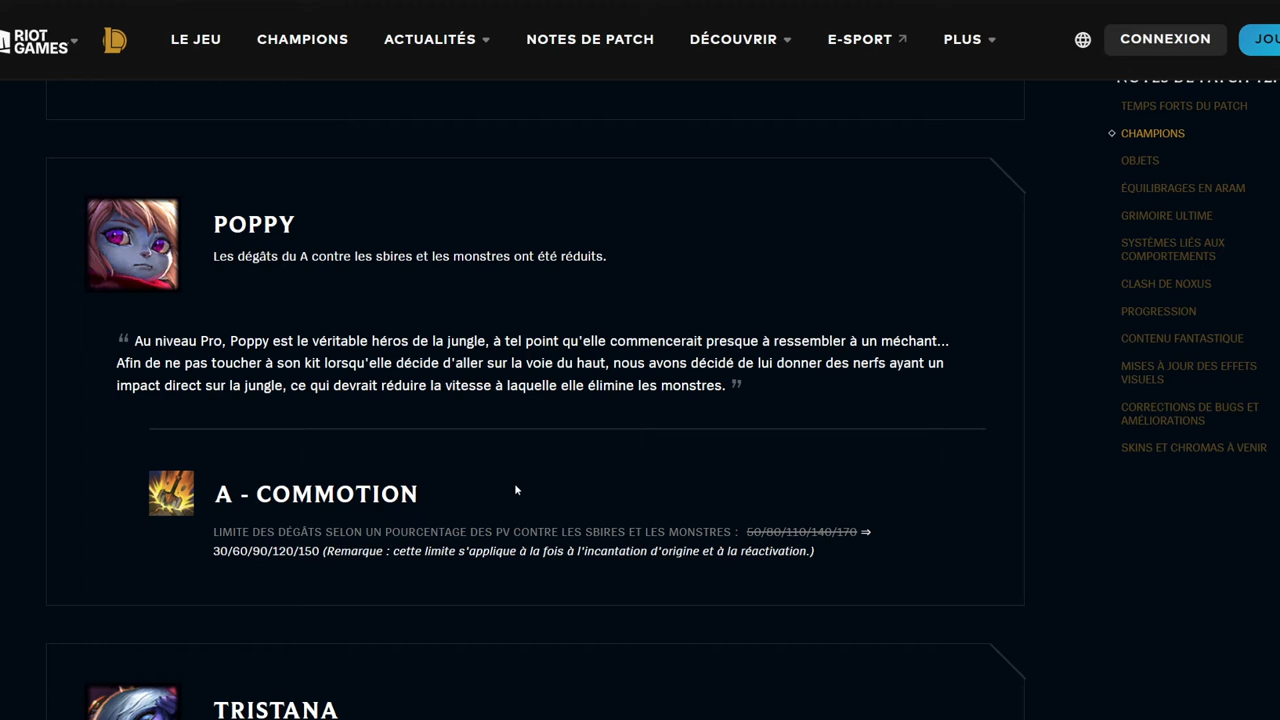 RIOT
GAMES
LE JEU
CHAMPIONS
ACTUALITÉS
NOTES DE PATCH
DÉCOUVRIR
E-SPORT
PLUS
CONNEXION
POPPY
Les dégâts du A contre les sbires et les monstres ont été réduits.
“ Au niveau Pro, Poppy est le véritable héros de la jungle, à tel point qu'elle commencerait presque à ressembler à un méchant...
Afin de ne pas toucher à son kit lorsqu'elle décide d'aller sur la voie du haut, nous avons décidé de lui donner des nerfs ayant un
impact direct sur la jungle, ce qui devrait réduire la vitesse à laquelle elle élimine les monstres. ”
A - COMMOTION
LIMITE DES DÉGÂTS SELON UN POURCENTAGE DES PV CONTRE LES SBIRES ET LES MONSTRES : 50/80/110/140/170 ⇒
30/60/90/120/150 (Remarque : cette limite s'applique à la fois à l'incantation d'origine et à la réactivation.)
TRISTANA
NOTES DE PATCH
TEMPS FORTS DU PATCH
CHAMPIONS
OBJETS
ÉQUILIBRAGES EN ARAM
GRIMOIRE ULTIME
SYSTÈMES LIÉS AUX
COMPORTEMENTS
CLASH DE NOXUS
PROGRESSION
CONTENU FANTASTIQUE
MISES À JOUR DES EFFETS
VISUELS
CORRECTIONS DE BUGS ET
AMÉLIORATIONS
SKINS ET CHROMAS À VENIR